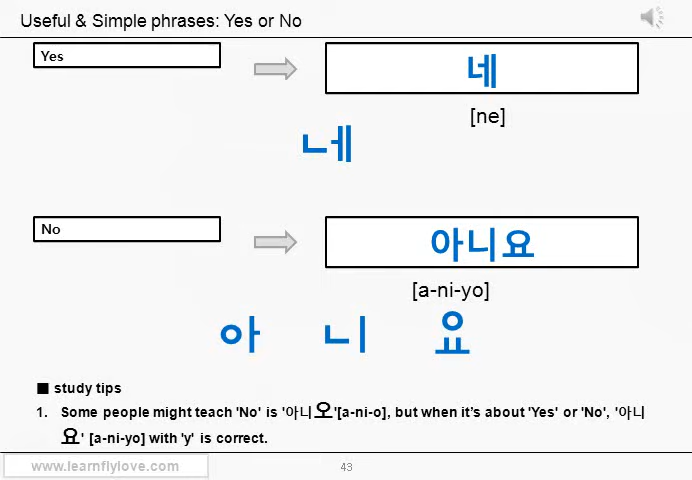 Useful & Simple phrases: Yes or No
Yes
네
[ne]
ㄴㅔ
No
아니요
[a-ni-yo]
아 니 요
■ study tips
1. Some people might teach 'No' is '아니오'[a-ni-o], but when it's about 'Yes' or 'No', '아니
요' [a-ni-yo] with 'y' is correct.
www.learnflylove.com
43